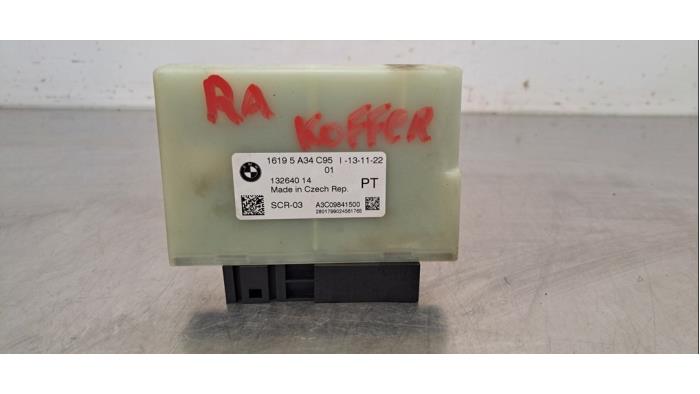 RA
KOFFER
1619 5 A34 C95 I -13-11-22
01
132640 14
PT
Made in Czech Rep.
SCR-03 A3C09841500
2801799024561766